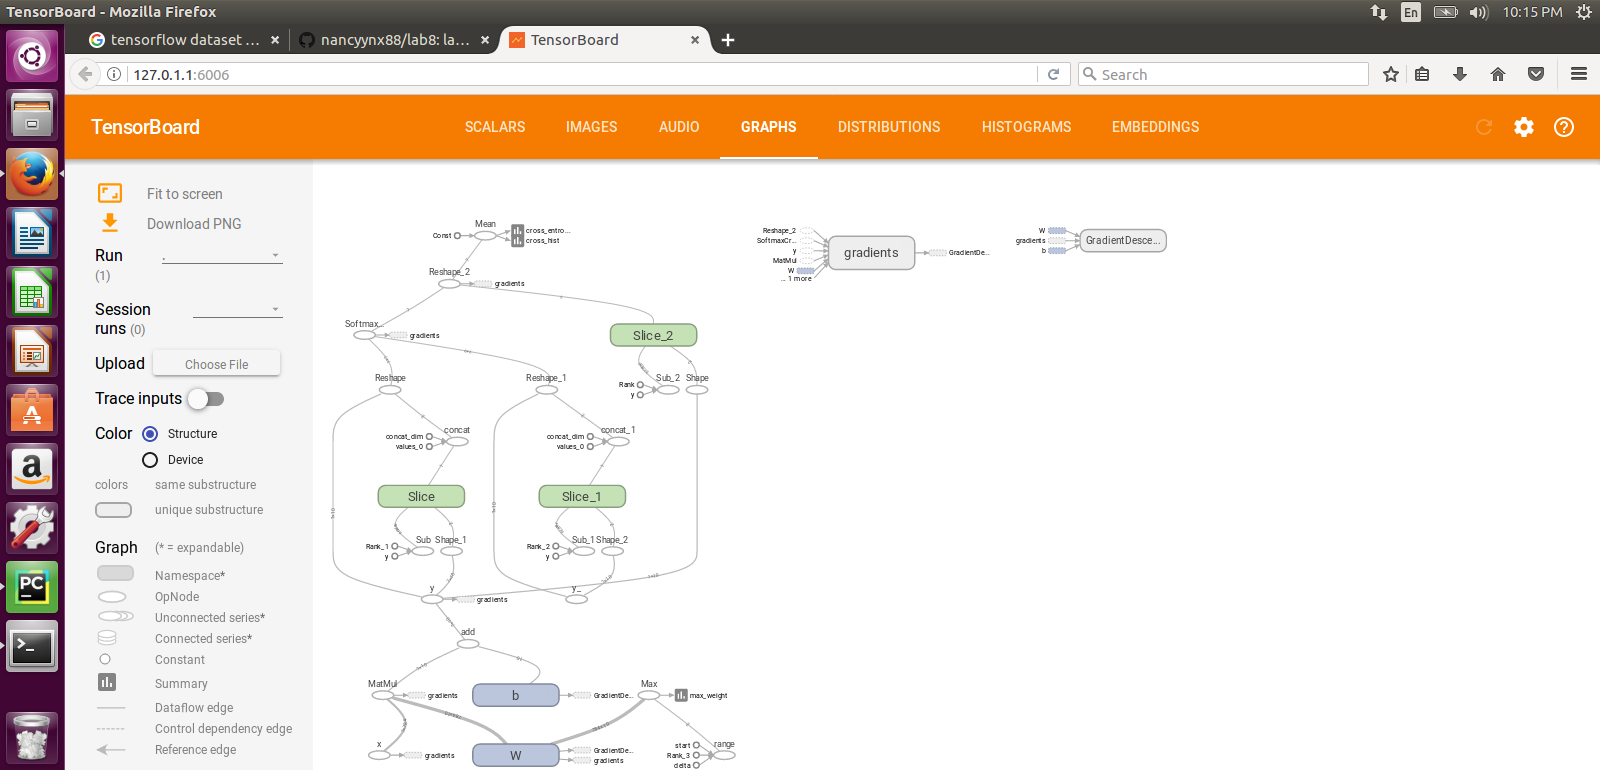 TensorBoard - Mozilla Firefox
En
10:15 PM
tensorflow dataset ...
nancyynx88/lab8: la...
TensorBoard
127.0.1.1:6006
Search
TensorBoard
SCALARS
IMAGES
AUDIO
GRAPHS
DISTRIBUTIONS
HISTOGRAMS
EMBEDDINGS
Fit to screen
Download PNG
Run
(1)
.
Session
runs (0)
Upload
Choose File
Trace inputs
Color
Structure
Device
colors
same substructure
unique substructure
Graph
(* = expandable)
Namespace*
OpNode
Unconnected series*
Connected series*
Constant
Summary
Dataflow edge
Control dependency edge
Reference edge
Mean
Const
cross_entro...
cross_hist
Reshape_2
gradients
Softmax...
gradients
Slice_2
Reshape
Reshape_1
Sub_2
Shape
Rank
y
concat
concat_dim
values_0
concat_1
concat_dim
values_0
Slice
Slice_1
Sub
Shape_1
Rank_1
y
Sub_1
Shape_2
Rank_2
y
y
gradients
y_
add
MatMul
gradients
b
GradientDe...
Max
max_weight
x
gradients
W
GradientDe...
gradients
start
Rank_3
delta
range
Reshape_2
SoftmaxCr...
y
MatMul
W
... 1 more
gradients
GradientDe...
W
gradients
b
GradientDesce...
PC